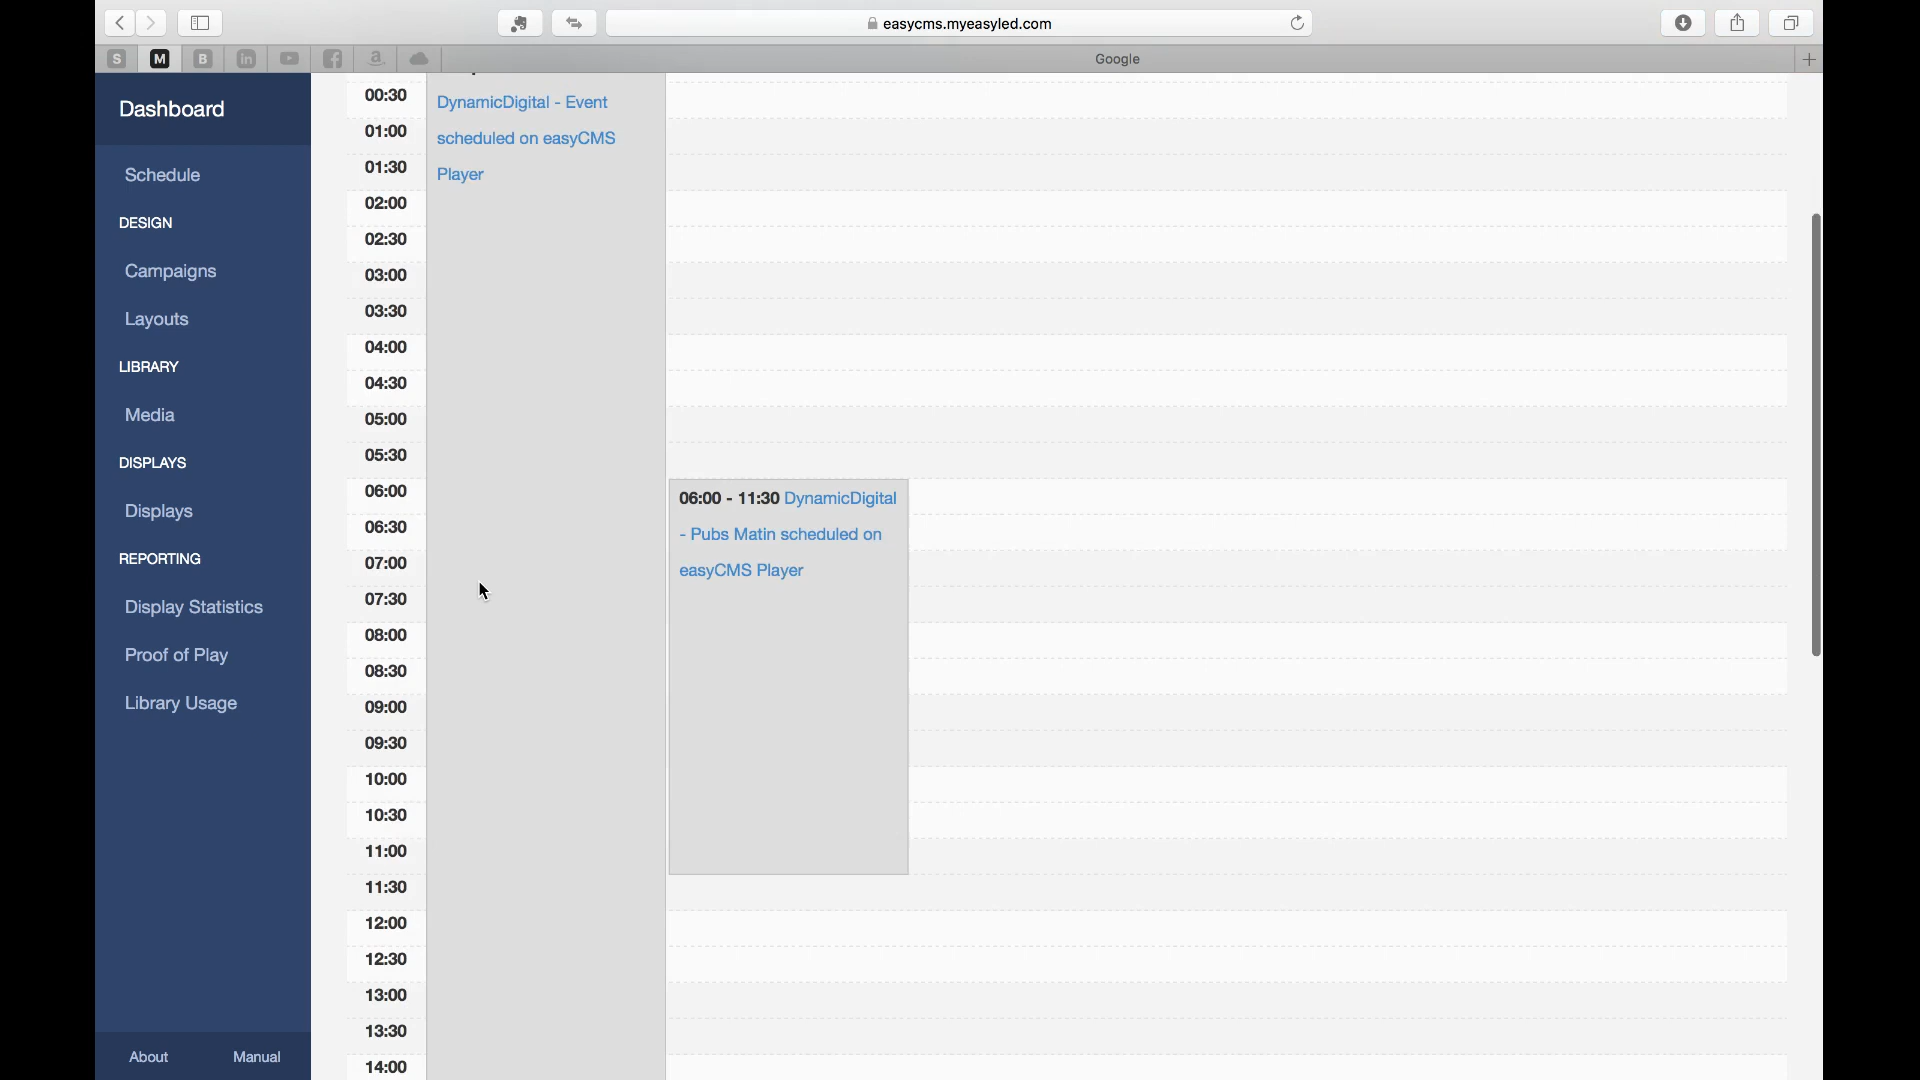 easycms.myeasyled.com
S
M
B
in
a
Google
Dashboard
Schedule
DESIGN
Campaigns
Layouts
LIBRARY
Media
DISPLAYS
Displays
REPORTING
Display Statistics
Proof of Play
Library Usage
About
Manual
00:30
01:00
01:30
02:00
02:30
03:00
03:30
04:00
04:30
05:00
05:30
06:00
06:30
07:00
07:30
08:00
08:30
09:00
09:30
10:00
10:30
11:00
11:30
12:00
12:30
13:00
13:30
14:00
DynamicDigital - Event
scheduled on easyCMS
Player
06:00 - 11:30 DynamicDigital
- Pubs Matin scheduled on
easyCMS Player